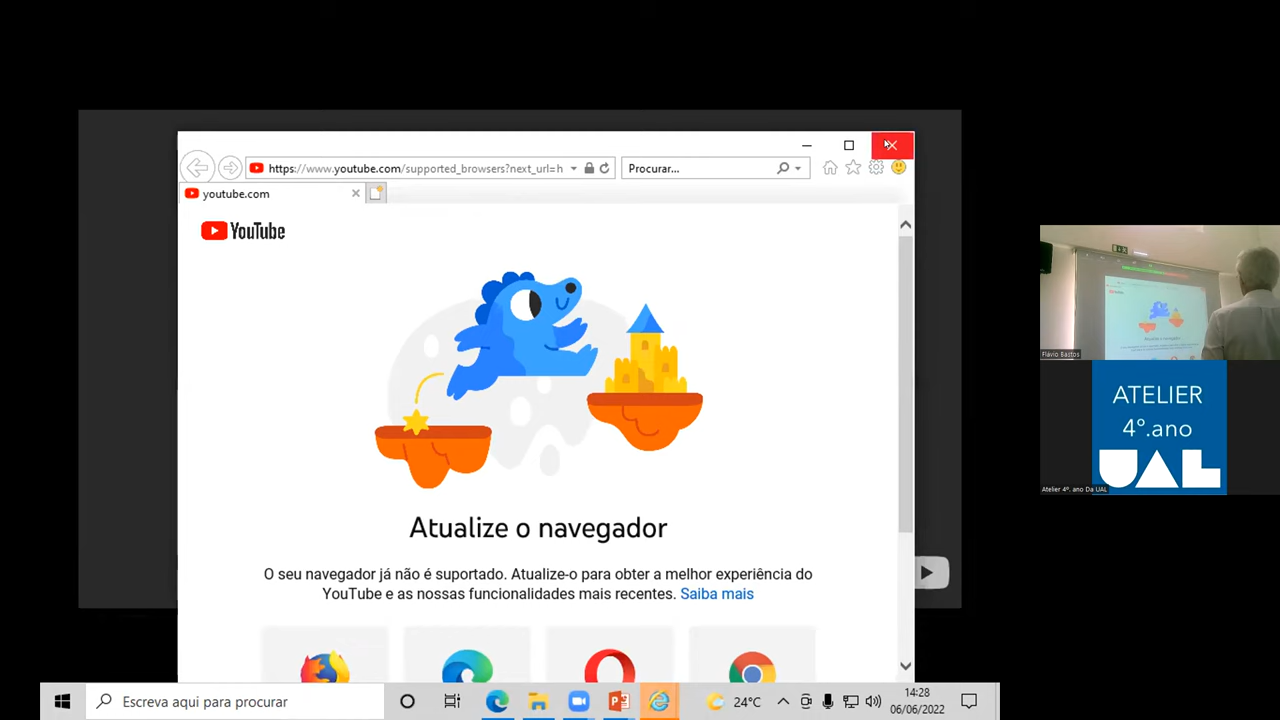 https://www.youtube.com/supported_browsers?next_url=h
Procurar...
youtube.com
YouTube
Atualize o navegador
O seu navegador já não é suportado. Atualize-o para obter a melhor experiência do
YouTube e as nossas funcionalidades mais recentes. Saiba mais
Flávio Bastos
ATELIER
4º.ano
UAL
Atelier 4º. ano Da UAL
Escreva aqui para procurar
24°C
14:28
06/06/2022